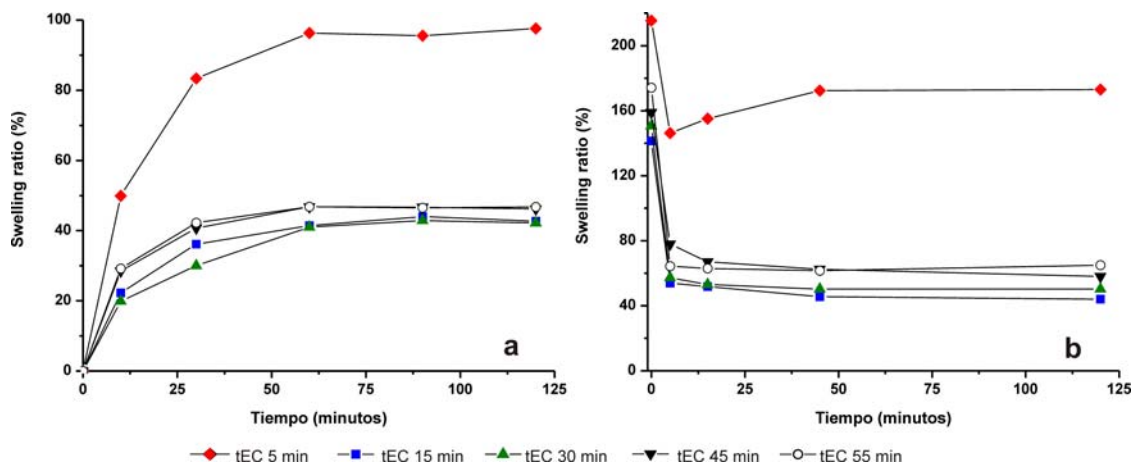 100
80
60
40
20
0
Swelling ratio (%)
0 25 50 75 100 125
Tiempo (minutos)
a
200
160
120
80
40
0
Swelling ratio (%)
0 25 50 75 100 125
Tiempo (minutos)
b
tEC 5 min tEC 15 min tEC 30 min tEC 45 min tEC 55 min